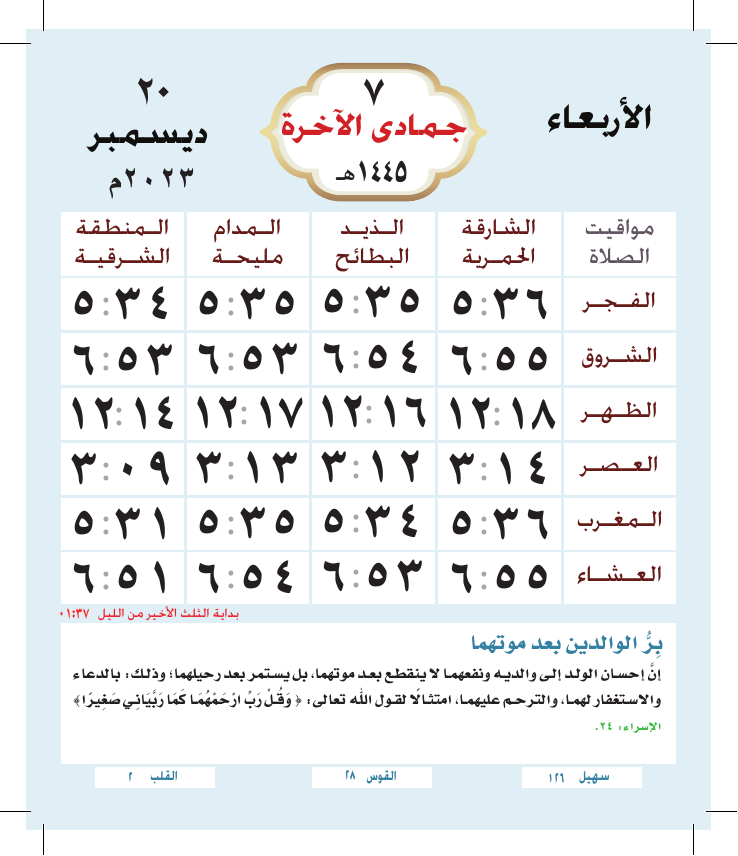 الأربعاء
٧
جمادى الآخرة
١٤٤٥هـ
٢٠
ديسمبر
٢٠٢٣م
مواقيت الصلاة | الشارقة الحمرية | الذيد البطائح | المدام مليحة | المنطقة الشرقية
الفجر ٥:٣٦ ٥:٣٥ ٥:٣٥ ٥:٣٤
الشروق ٦:٥٥ ٦:٥٤ ٦:٥٣ ٦:٥٣
الظهر ١٢:١٨ ١٢:١٦ ١٢:١٧ ١٢:١٤
العصر ٣:١٤ ٣:١٢ ٣:١٣ ٣:٠٩
المغرب ٥:٣٦ ٥:٣٤ ٥:٣٥ ٥:٣١
العشاء ٦:٥٥ ٦:٥٣ ٦:٥٤ ٦:٥١
بداية الثلث الأخير من الليل ٠١:٣٧
بِرُّ الوالدين بعد موتهما
إنَّ إحسان الولد إلى والديه ونفعهما لا ينقطع بعد موتهما، بل يستمر بعد رحيلهما؛ وذلك: بالدعاء
والاستغفار لهما، والترحم عليهما، امتثالًا لقول الله تعالى: ﴿ وَقُلْ رَبِّ ارْحَمْهُمَا كَمَا رَبَّيَانِي صَغِيرًا ﴾
الإسراء: ٢٤.
سهيل ١٢٦
القوس ٢٨
القلب ٢